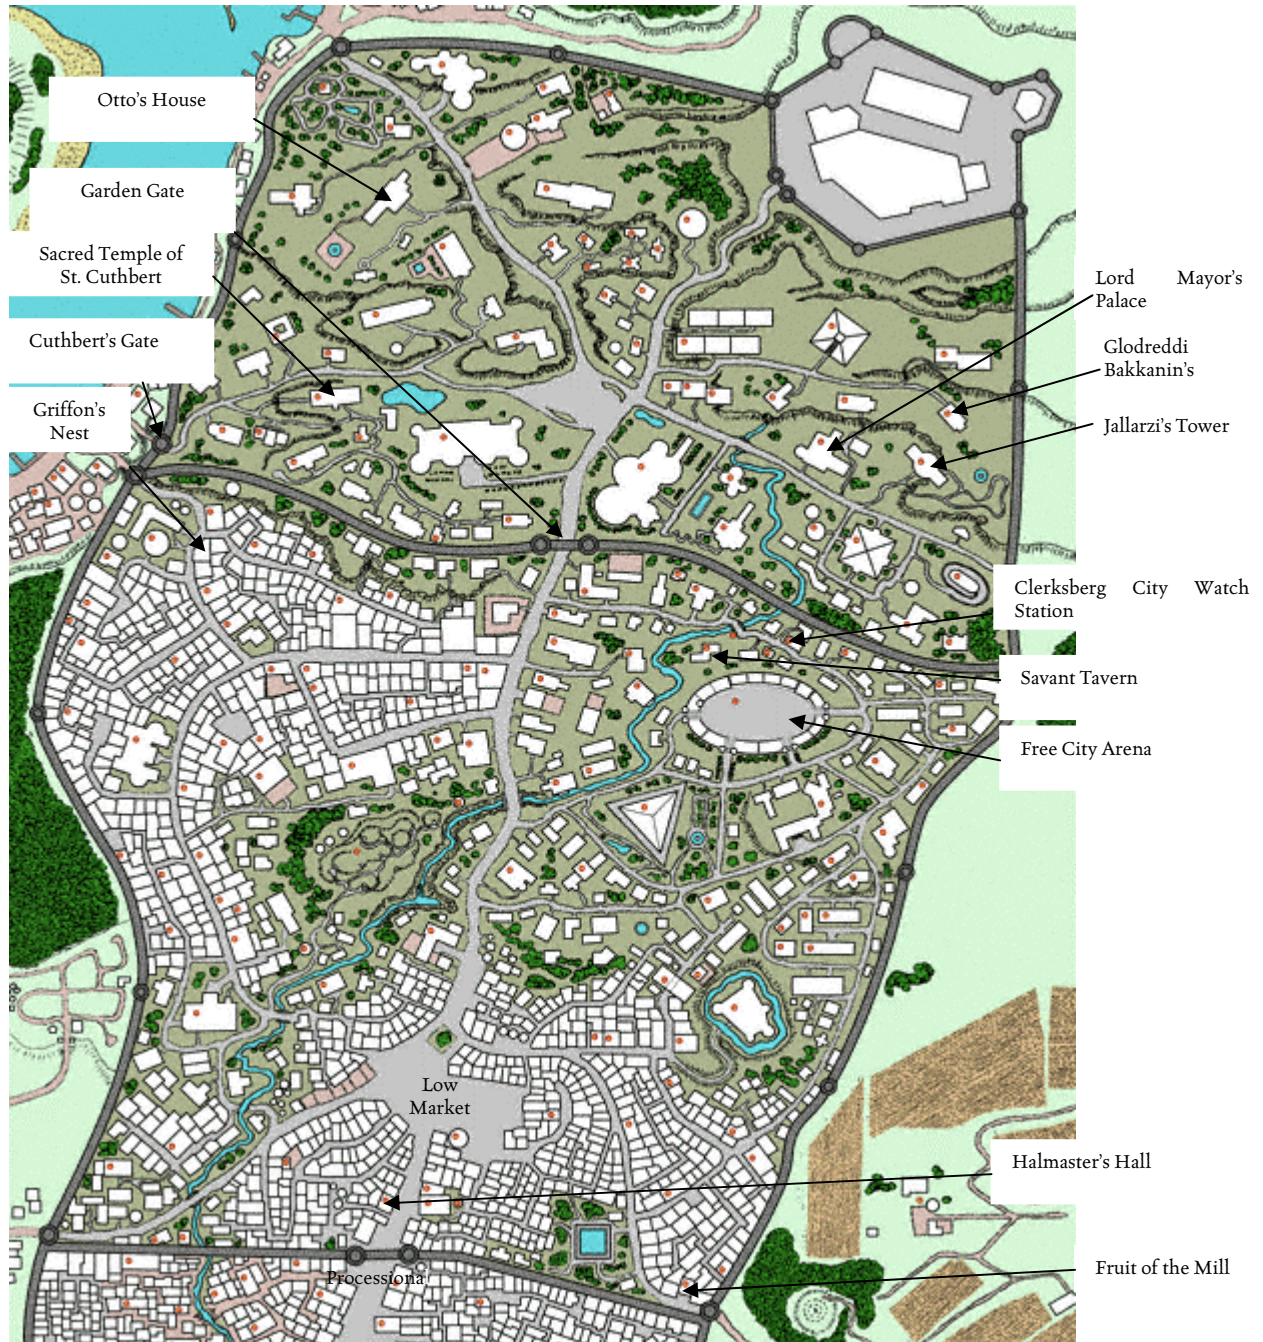 Otto's House
Garden Gate
Sacred Temple of
St. Cuthbert
Cuthbert's Gate
Griffon's
Nest
Lord Mayor's
Palace
Glodreddi
Bakkanin's
Jallarzi's Tower
Clerksberg City Watch
Station
Savant Tavern
Free City Arena
Low
Market
Halmaster's Hall
Fruit of the Mill
Processiona